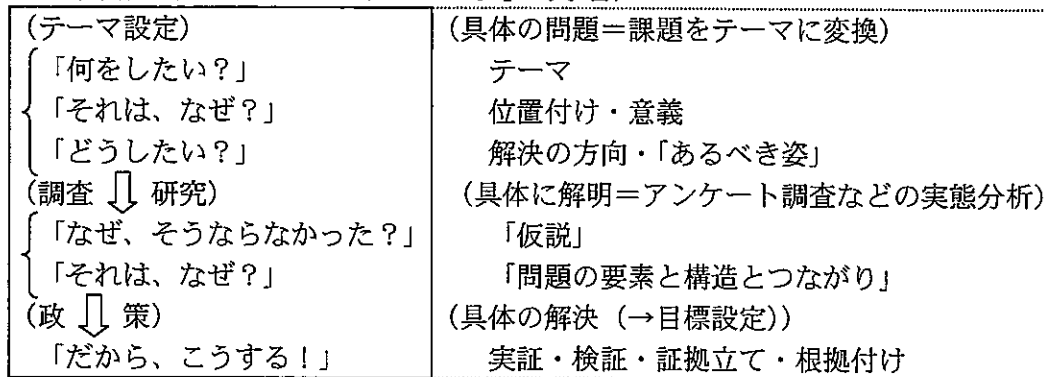 (テーマ設定) (具体の問題＝課題をテーマに変換)
「何をしたい？」 テーマ
「それは、なぜ？」 位置付け・意義
「どうしたい？」 解決の方向・「あるべき姿」
(調査 ⇩ 研究) (具体に解明＝アンケート調査などの実態分析)
「なぜ、そうならなかった？」 「仮説」
「それは、なぜ？」 「問題の要素と構造とつながり」
(政 ⇩ 策) (具体の解決（→目標設定）)
「だから、こうする！」 実証・検証・証拠立て・根拠付け